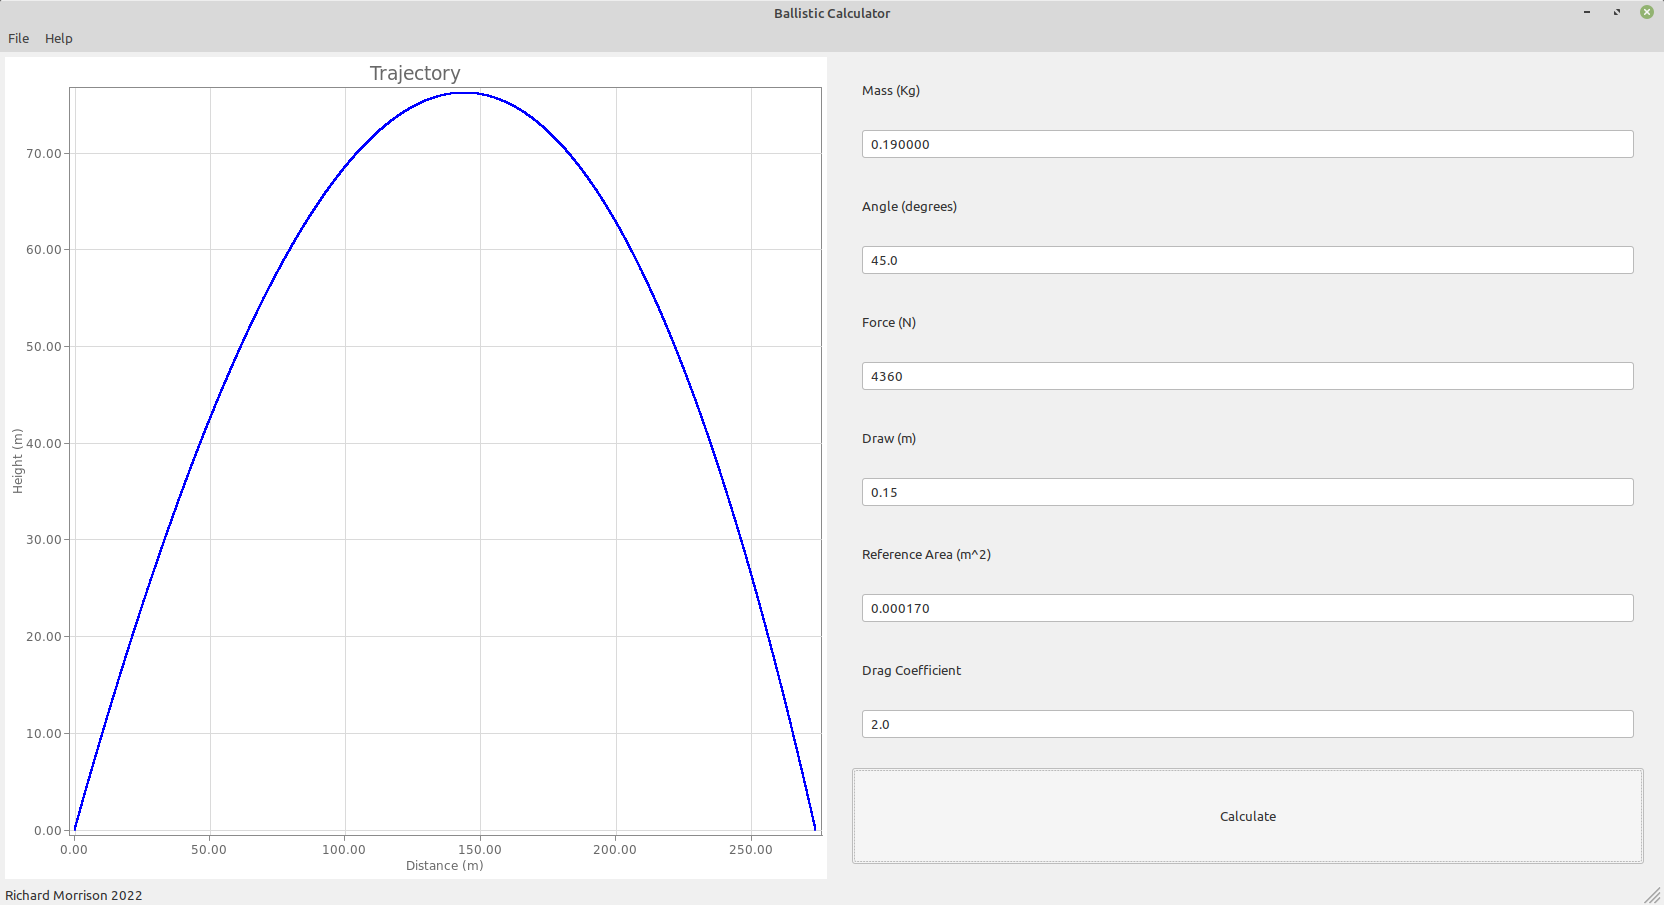 Ballistic Calculator
File Help
Trajectory
70.00
60.00
50.00
40.00
30.00
20.00
10.00
0.00
Height (m)
0.00 50.00 100.00 150.00 200.00 250.00
Distance (m)
Mass (Kg)
0.190000
Angle (degrees)
45.0
Force (N)
4360
Draw (m)
0.15
Reference Area (m^2)
0.000170
Drag Coefficient
2.0
Calculate
Richard Morrison 2022